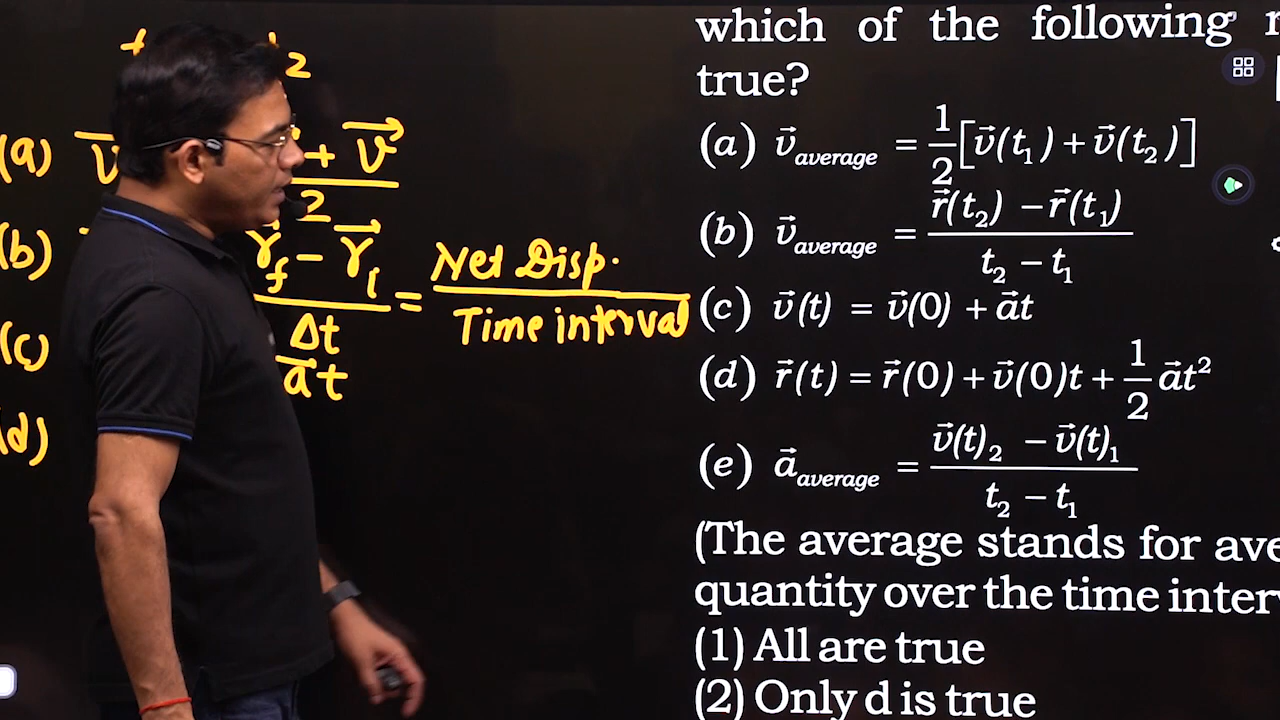 t 2
(a) v + v⃗
2
(b) r⃗f - r⃗i = Net Disp.
Δt Time interval
(c) a⃗t
(d)
which of the following
true?
(a) v⃗average = 1/2[v⃗(t₁) + v⃗(t₂)]
(b) v⃗average = r⃗(t₂) – r⃗(t₁) / t₂ – t₁
(c) v⃗(t) = v⃗(0) + a⃗t
(d) r⃗(t) = r⃗(0) + v⃗(0)t + 1/2 a⃗t²
(e) a⃗average = v⃗(t)₂ – v⃗(t)₁ / t₂ – t₁
(The average stands for ave
quantity over the time inter
(1) All are true
(2) Only d is true